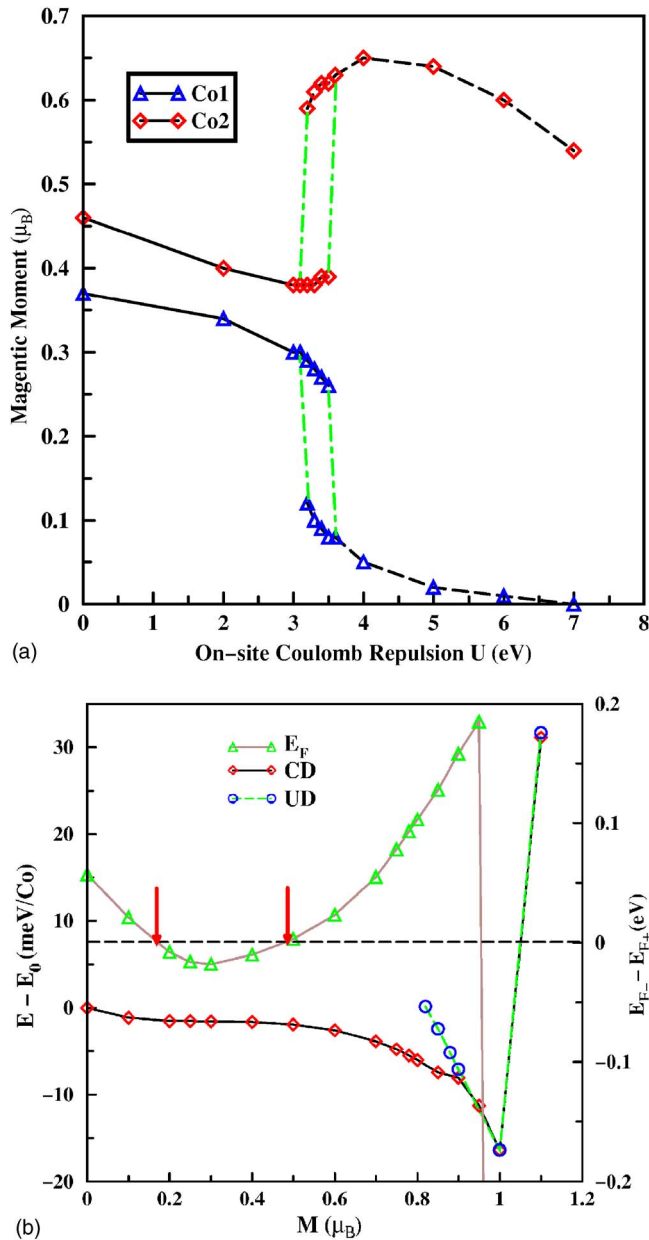 0.7
0.6
0.5
0.4
0.3
0.2
0.1
0
Magentic Moment (μB)
Co1
Co2
0 1 2 3 4 5 6 7 8
On-site Coulomb Repulsion U (eV)
(a)
30
20
10
0
−10
−20
E − E0 (meV/Co)
EF
CD
UD
0.2
0.1
0
−0.1
−0.2
EF− − EF+ (eV)
0 0.2 0.4 0.6 0.8 1 1.2
M (μB)
(b)